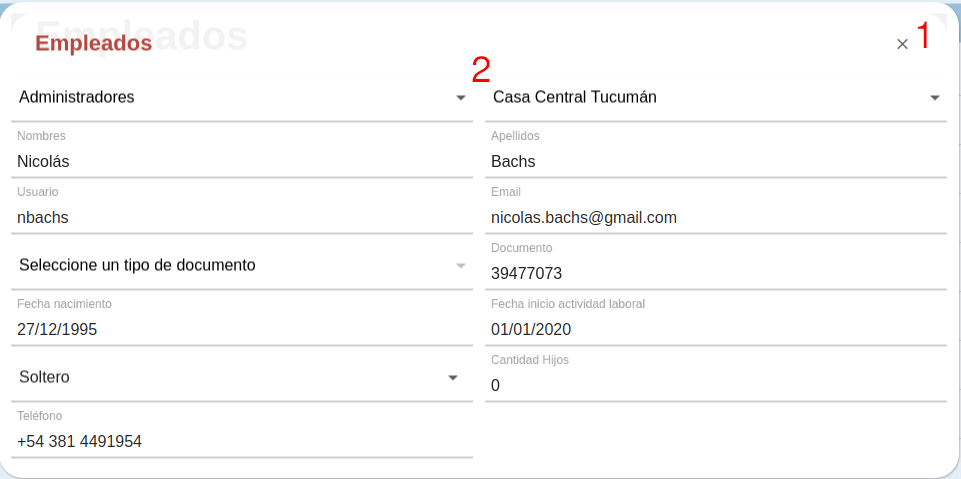 Empleados
Empleados
1
2
Administradores
Casa Central Tucumán
Nombres
Apellidos
Nicolás
Bachs
Usuario
Email
nbachs
nicolas.bachs@gmail.com
Seleccione un tipo de documento
Documento
39477073
Fecha nacimiento
Fecha inicio actividad laboral
27/12/1995
01/01/2020
Soltero
Cantidad Hijos
0
Teléfono
+54 381 4491954